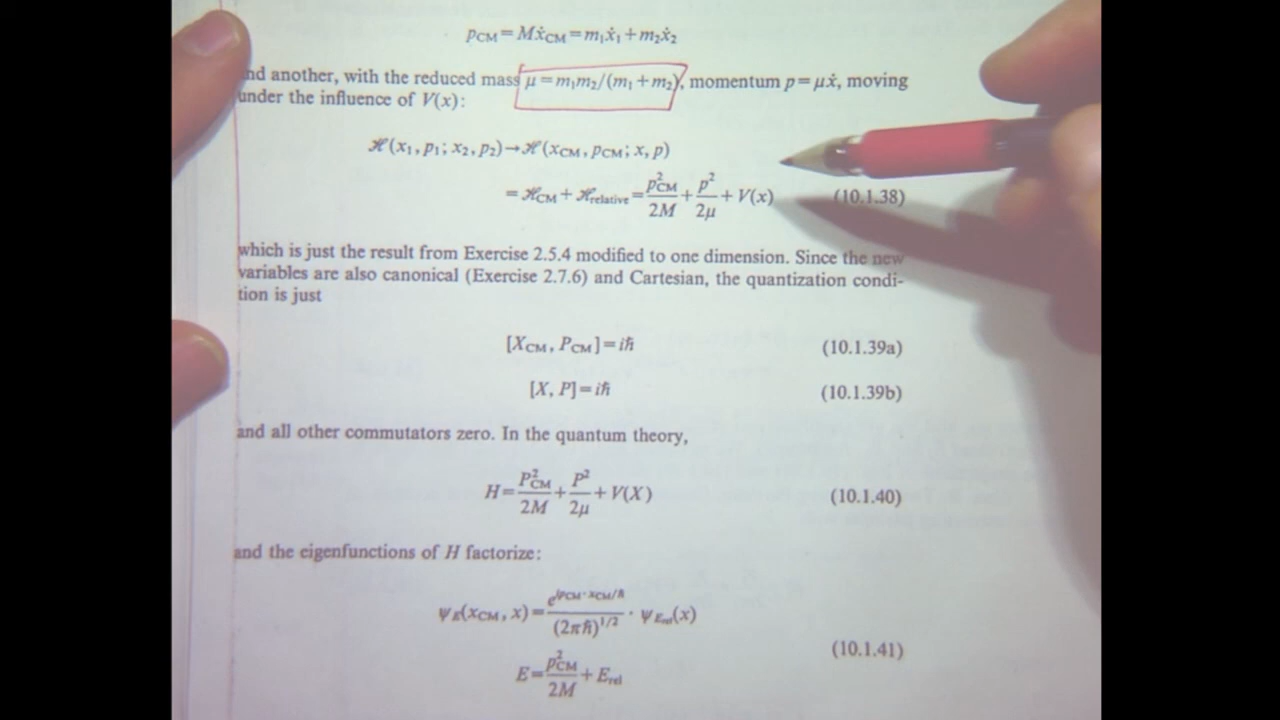 p_CM = Mẋ_CM = m₁ẋ₁ + m₂ẋ₂
nd another, with the reduced mass μ = m₁m₂/(m₁ + m₂), momentum p = μẋ, moving
under the influence of V(x):
ℋ(x₁, p₁; x₂, p₂) → ℋ(x_CM, p_CM; x, p)
= ℋ_CM + ℋ_relative = p²_CM/2M + p²/2μ + V(x) (10.1.38)
which is just the result from Exercise 2.5.4 modified to one dimension. Since the new
variables are also canonical (Exercise 2.7.6) and Cartesian, the quantization condi-
tion is just
[X_CM, P_CM] = iħ (10.1.39a)
[X, P] = iħ (10.1.39b)
and all other commutators zero. In the quantum theory,
H = P²_CM/2M + P²/2μ + V(X) (10.1.40)
and the eigenfunctions of H factorize:
ψ_E(x_CM, x) = e^{ip_CM · x_CM/ħ}/(2πħ)^{1/2} · ψ_{E_rel}(x)
(10.1.41)
E = p²_CM/2M + E_rel